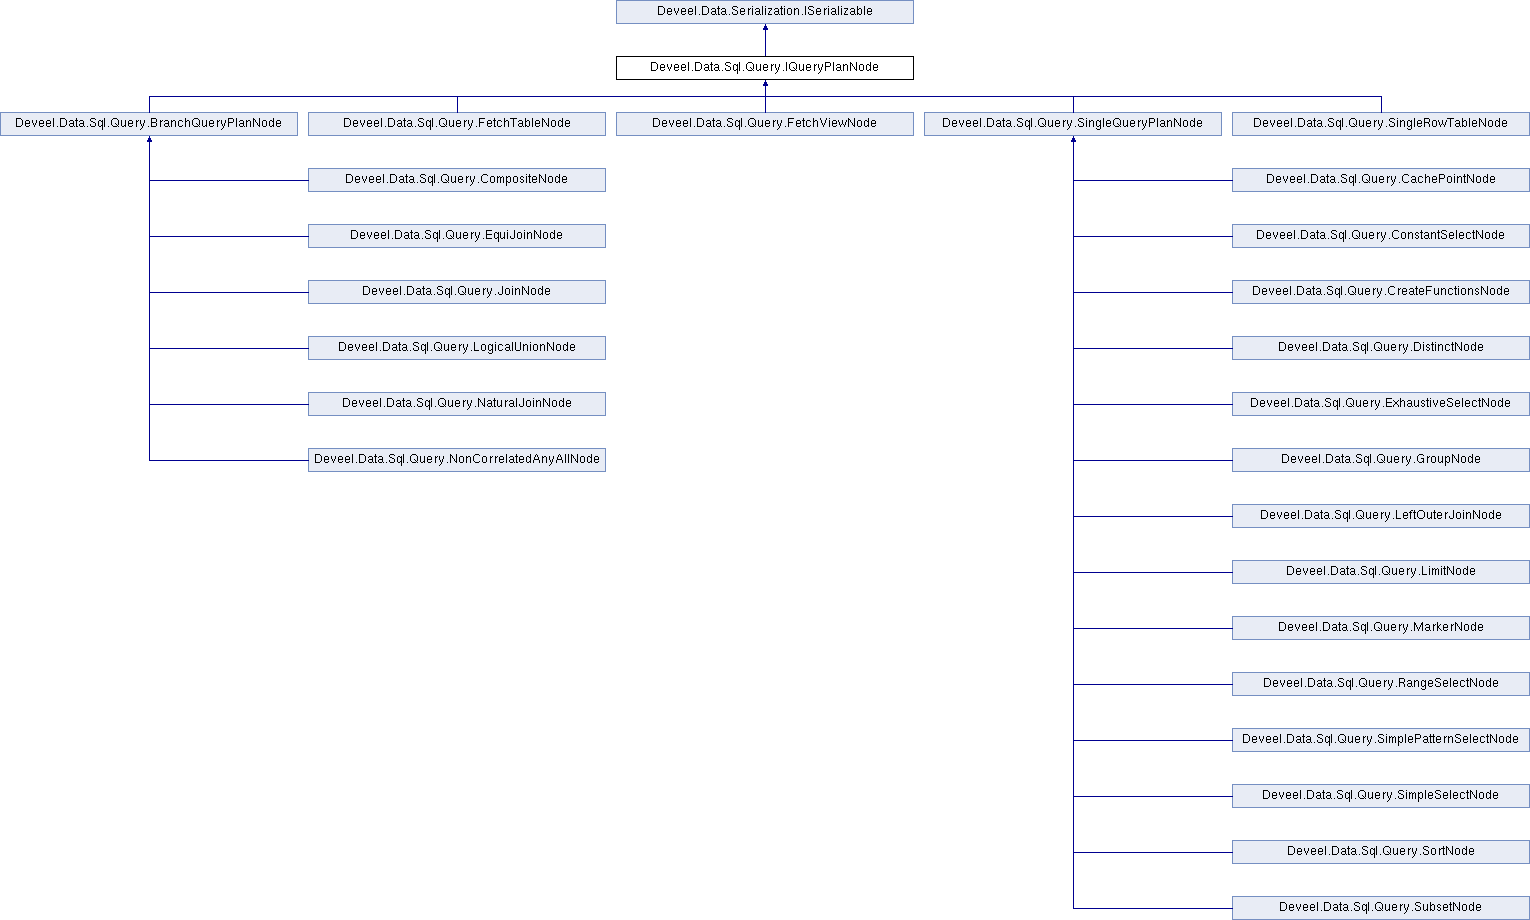 Deveel.Data.Serialization.ISerializable
Deveel.Data.Sql.Query.IQueryPlanNode
Deveel.Data.Sql.Query.BranchQueryPlanNode
Deveel.Data.Sql.Query.FetchTableNode
Deveel.Data.Sql.Query.FetchViewNode
Deveel.Data.Sql.Query.SingleQueryPlanNode
Deveel.Data.Sql.Query.SingleRowTableNode
Deveel.Data.Sql.Query.CompositeNode
Deveel.Data.Sql.Query.CachePointNode
Deveel.Data.Sql.Query.EquiJoinNode
Deveel.Data.Sql.Query.ConstantSelectNode
Deveel.Data.Sql.Query.JoinNode
Deveel.Data.Sql.Query.CreateFunctionsNode
Deveel.Data.Sql.Query.LogicalUnionNode
Deveel.Data.Sql.Query.DistinctNode
Deveel.Data.Sql.Query.NaturalJoinNode
Deveel.Data.Sql.Query.ExhaustiveSelectNode
Deveel.Data.Sql.Query.NonCorrelatedAnyAllNode
Deveel.Data.Sql.Query.GroupNode
Deveel.Data.Sql.Query.LeftOuterJoinNode
Deveel.Data.Sql.Query.LimitNode
Deveel.Data.Sql.Query.MarkerNode
Deveel.Data.Sql.Query.RangeSelectNode
Deveel.Data.Sql.Query.SimplePatternSelectNode
Deveel.Data.Sql.Query.SimpleSelectNode
Deveel.Data.Sql.Query.SortNode
Deveel.Data.Sql.Query.SubsetNode